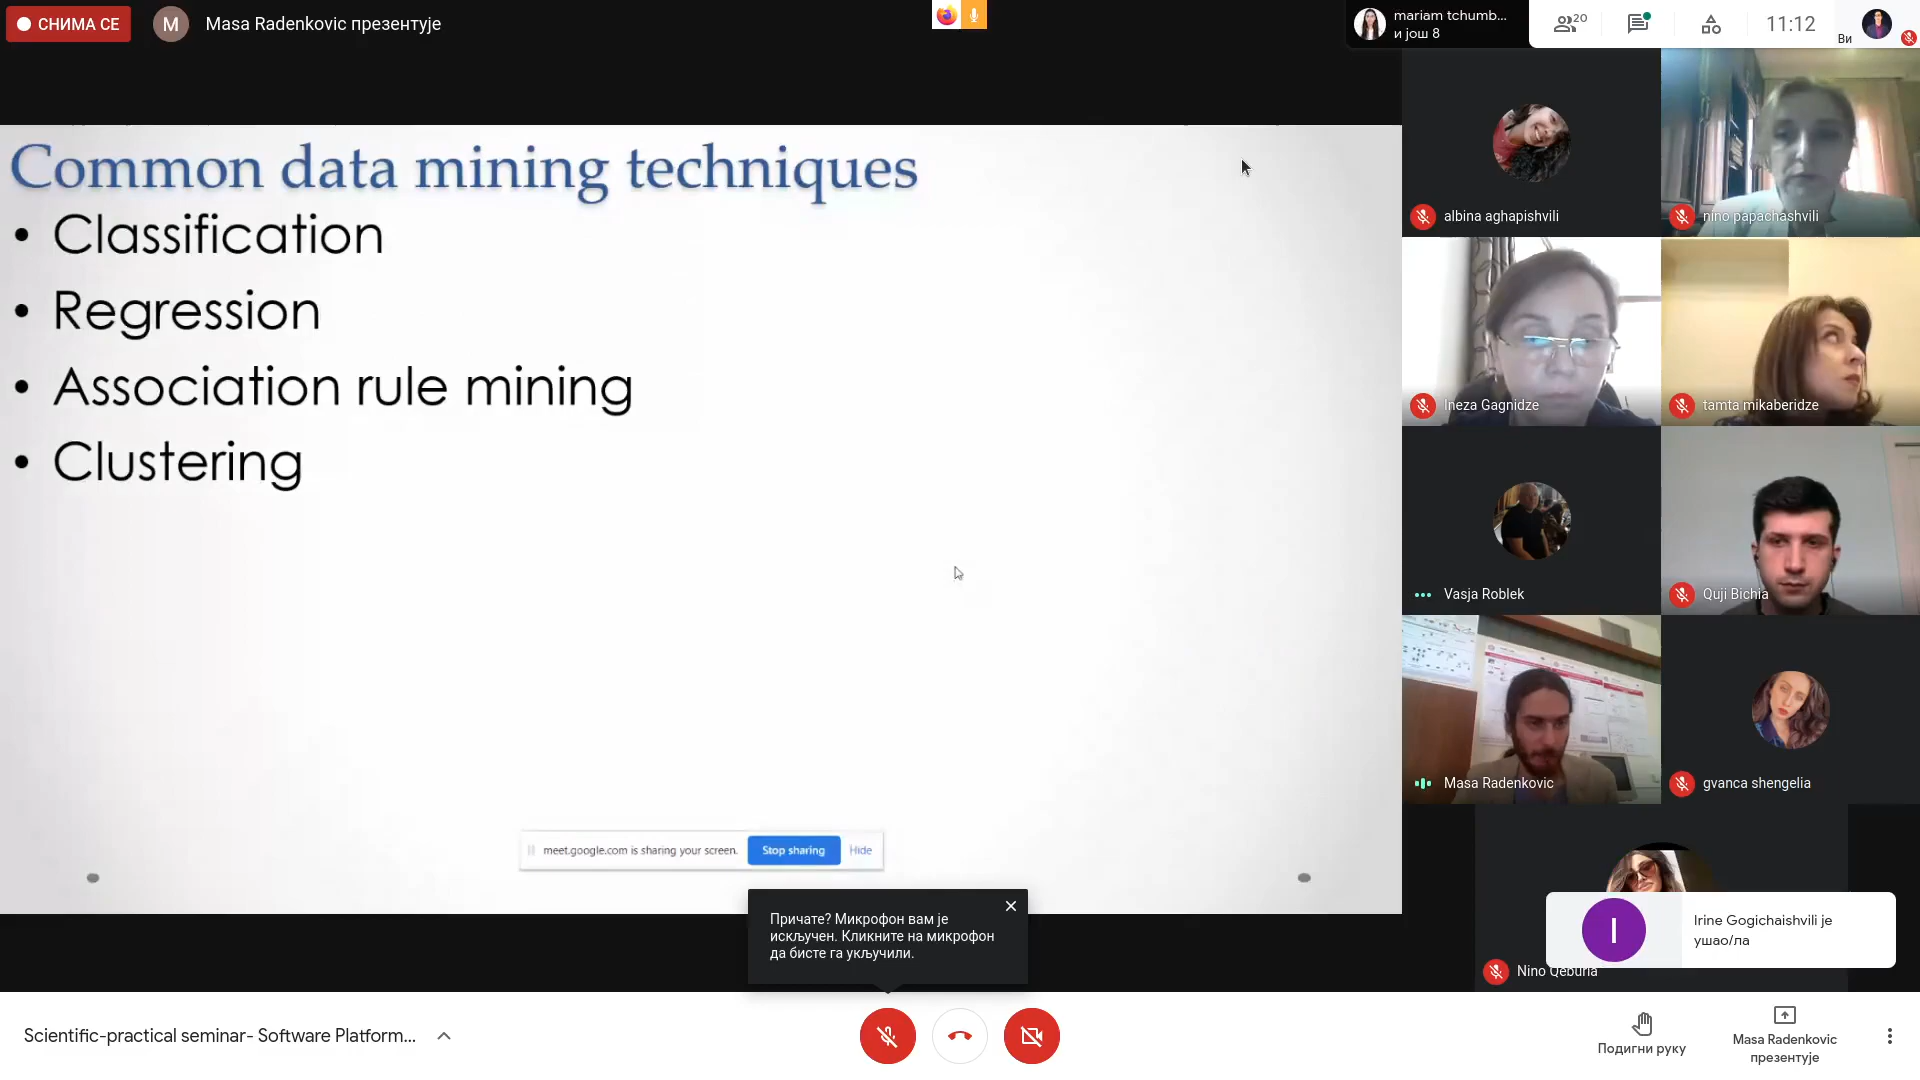 СНИМА СЕ
M
Masa Radenkovic презентује
mariam tchumb...
и још 8
20
11:12
Ви
Common data mining techniques
• Classification
• Regression
• Association rule mining
• Clustering
meet.google.com is sharing your screen.
Stop sharing
Hide
albina aghapishvili
nino papachashvili
Ineza Gagnidze
tamta mikaberidze
Vasja Roblek
Quji Bichia
Masa Radenkovic
gvanca shengelia
Nino Qeburia
I
Irine Gogichaishvili је
ушао/ла
Причате? Микрофон вам је
искључен. Кликните на микрофон
да бисте га укључили.
Scientific-practical seminar- Software Platform...
Подигни руку
Masa Radenkovic
презентује